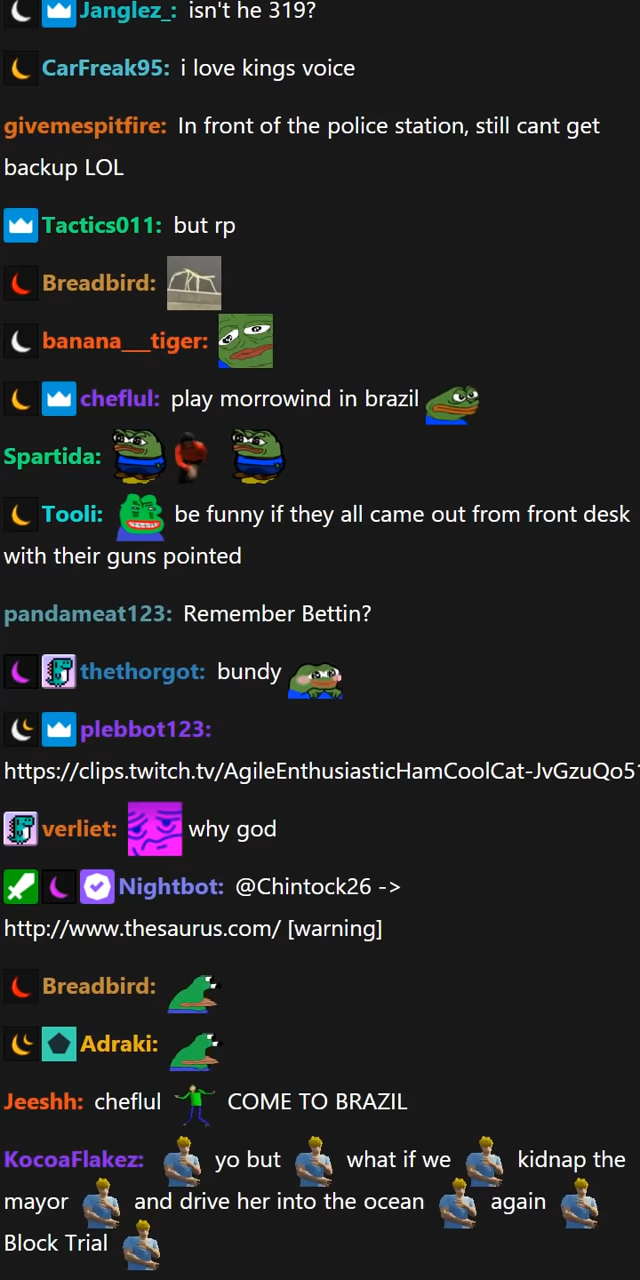 Janglez_: isn't he 319?
CarFreak95: i love kings voice
givemespitfire: In front of the police station, still cant get
backup LOL
Tactics011: but rp
Breadbird:
banana___tiger:
cheflul: play morrowind in brazil
Spartida:
Tooli: be funny if they all came out from front desk
with their guns pointed
pandameat123: Remember Bettin?
thethorgot: bundy
plebbot123:
https://clips.twitch.tv/AgileEnthusiasticHamCoolCat-JvGzuQo5
verliet: why god
Nightbot: @Chintock26 ->
http://www.thesaurus.com/ [warning]
Breadbird:
Adraki:
Jeeshh: cheflul COME TO BRAZIL
KocoaFlakez: yo but what if we kidnap the
mayor and drive her into the ocean again
Block Trial